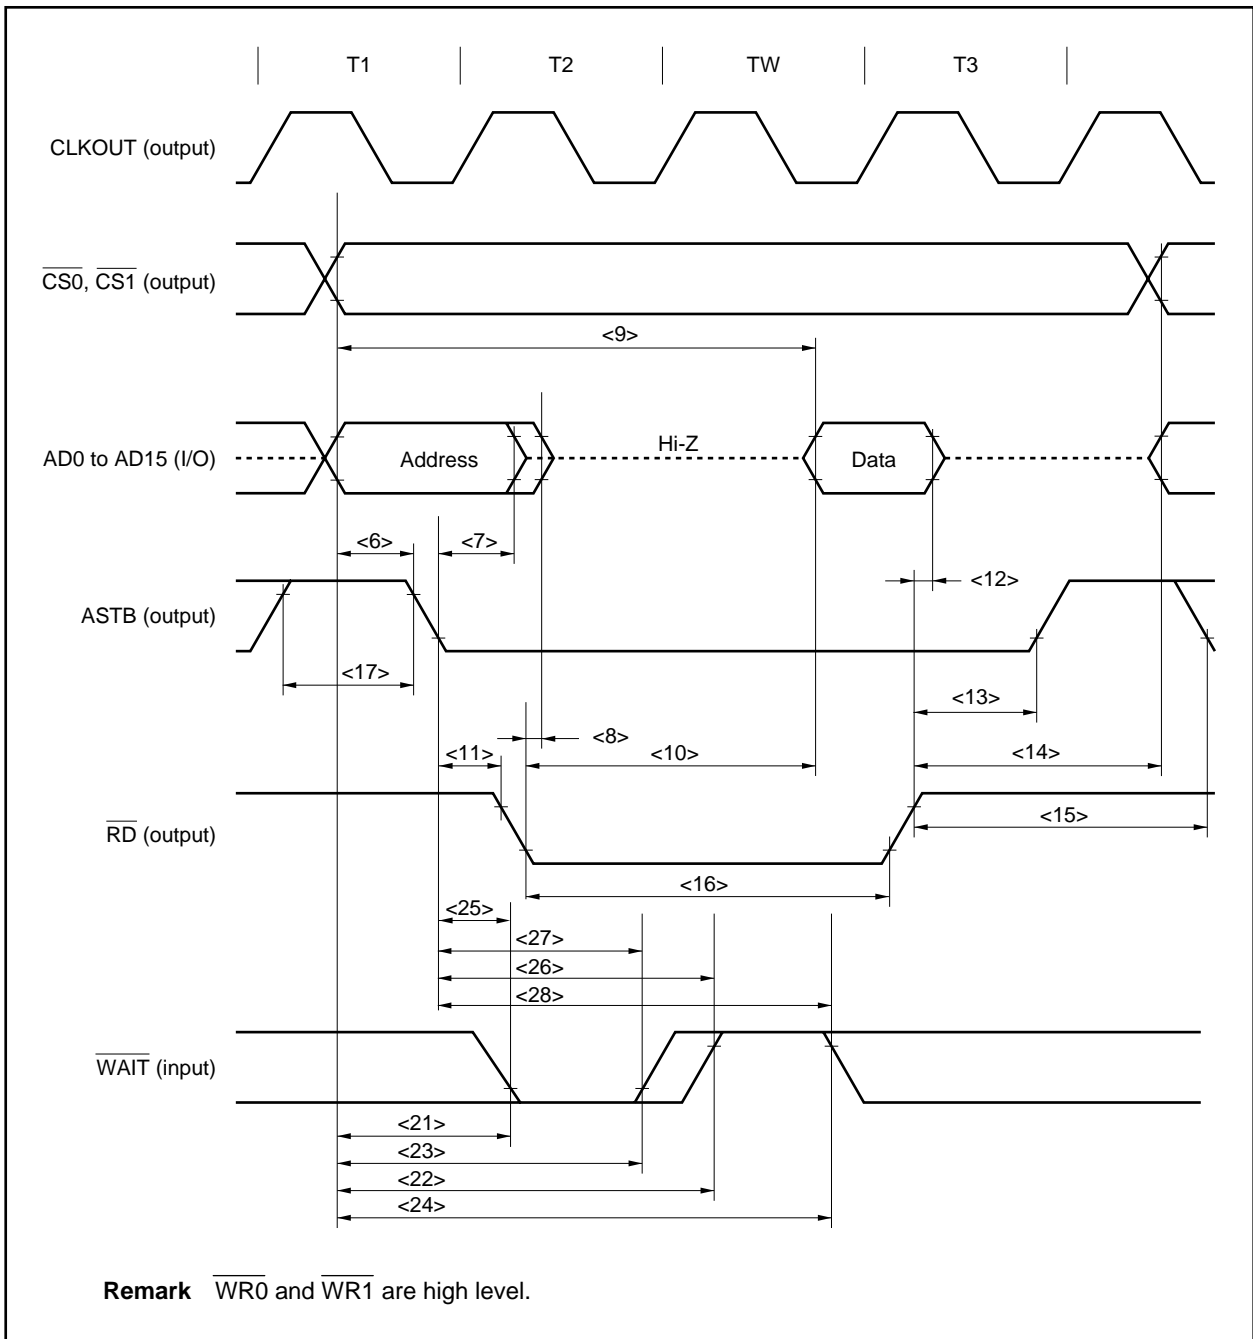 T1 T2 TW T3
CLKOUT (output)
CS0, CS1 (output)
<9>
AD0 to AD15 (I/O)
Address
Hi-Z
Data
<6> <7>
<12>
ASTB (output)
<17>
<13>
<8>
<11> <10> <14>
<15>
RD (output)
<16>
<25>
<27>
<26>
<28>
WAIT (input)
<21>
<23>
<22>
<24>
Remark WR0 and WR1 are high level.